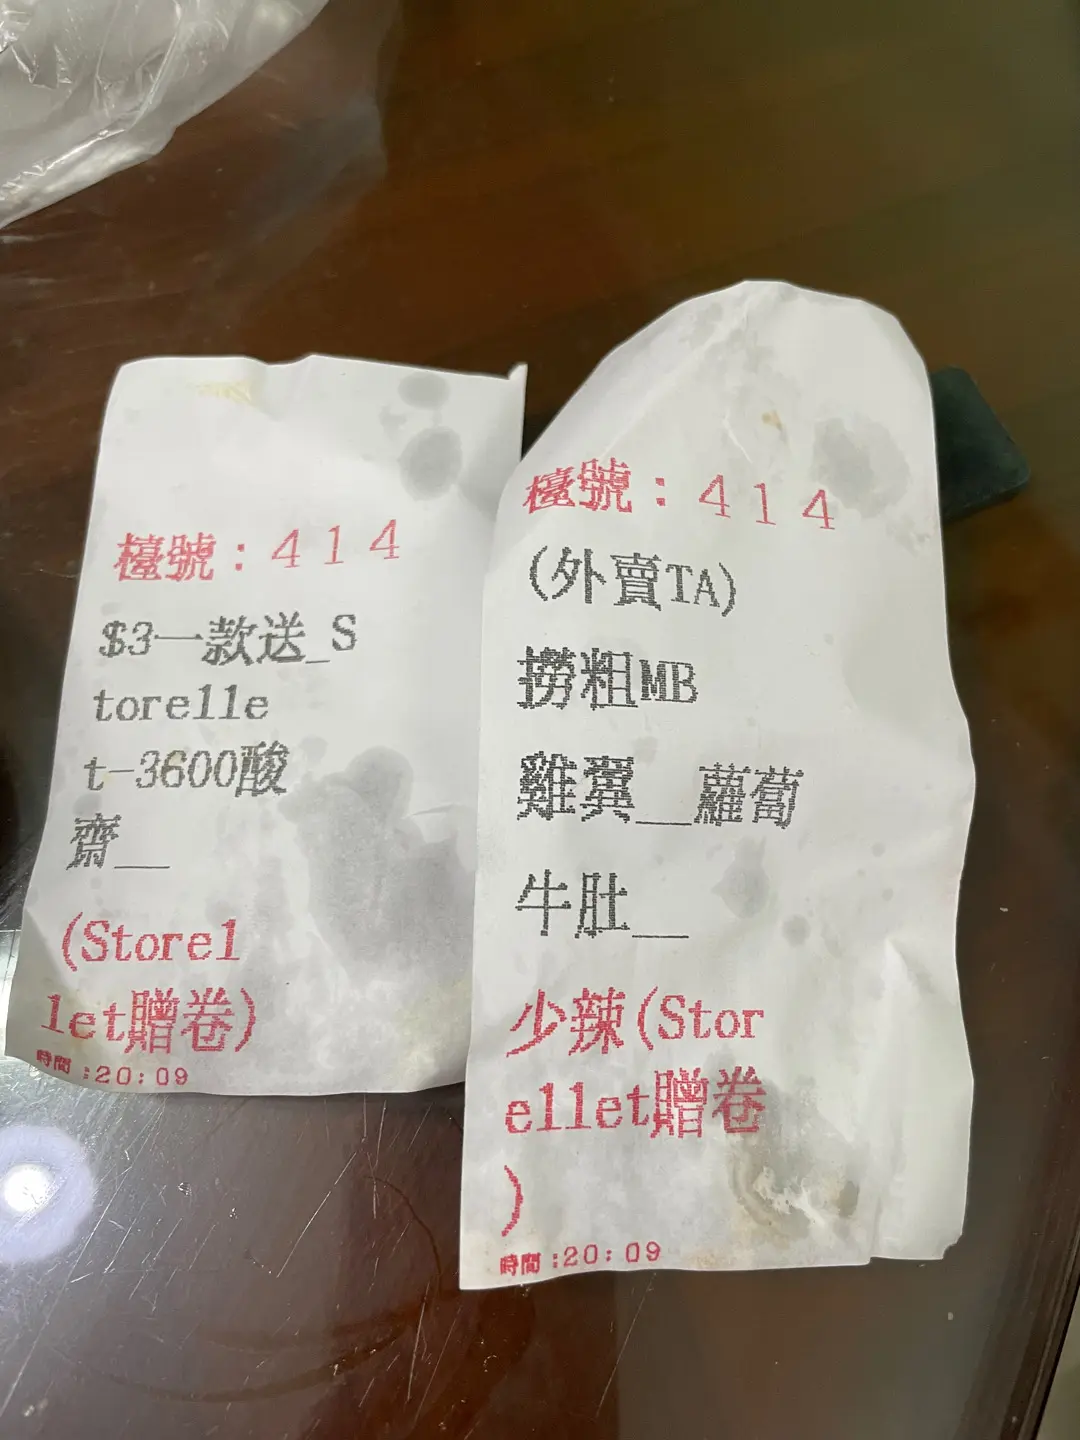 檯號：414
$3一款送_S
torelle
t-3600酸
齋__
(Storel
let贈卷)
時間：20:09
檯號：414
(外賣TA)
撈粗MB
雞翼__蘿蔔
牛肚__
少辣(Stor
ellet贈卷
)
時間：20:09